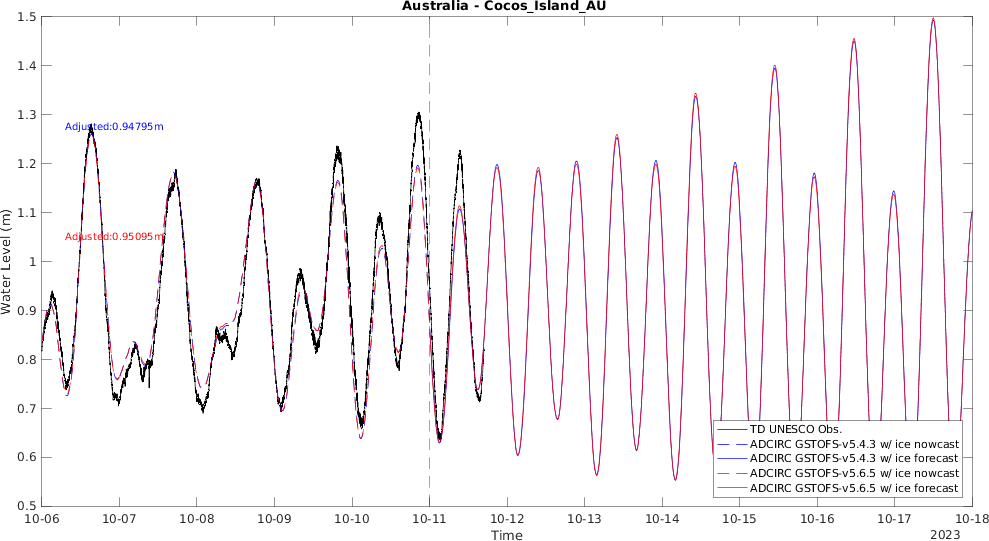 Australia - Cocos_Island_AU
1.5
1.4
1.3
1.2
1.1
1
0.9
0.8
0.7
0.6
0.5
Water Level (m)
Adjusted:0.94795m
Adjusted:0.95095m
TD UNESCO Obs.
ADCIRC GSTOFS-v5.4.3 w/ ice nowcast
ADCIRC GSTOFS-v5.4.3 w/ ice forecast
ADCIRC GSTOFS-v5.6.5 w/ ice nowcast
ADCIRC GSTOFS-v5.6.5 w/ ice forecast
10-06 10-07 10-08 10-09 10-10 10-11 10-12 10-13 10-14 10-15 10-16 10-17 10-18
Time
2023